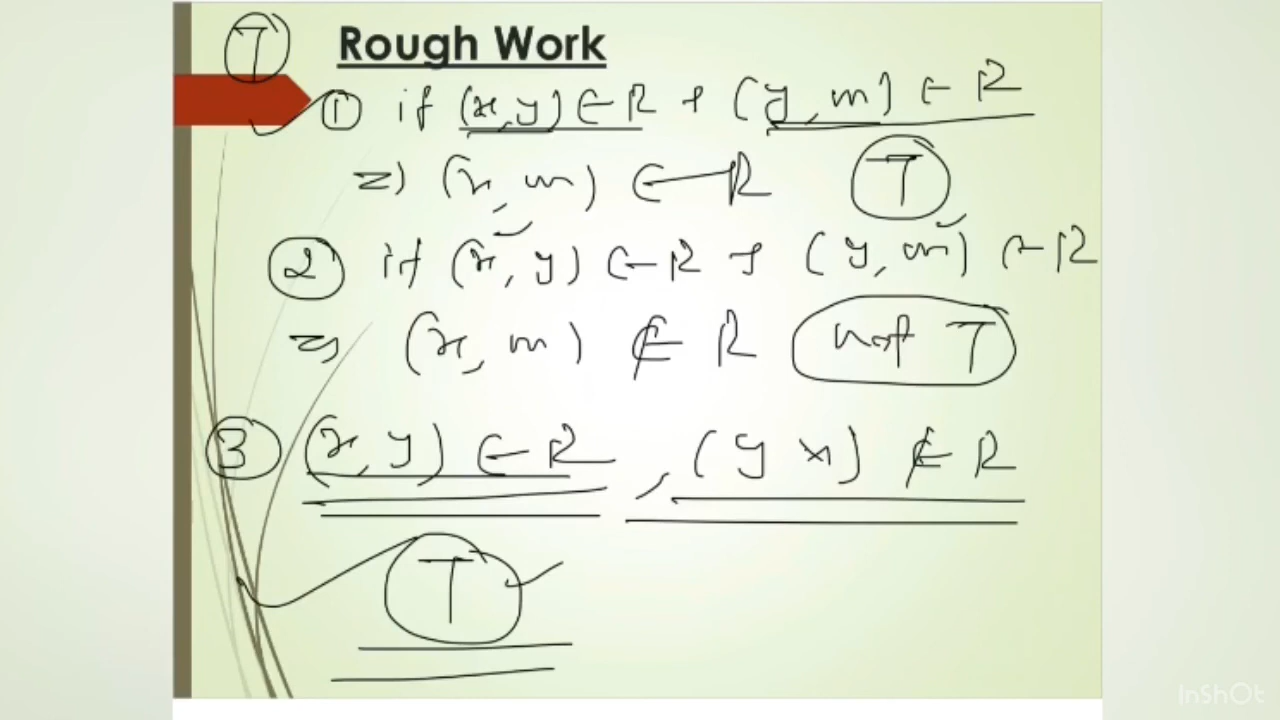 T Rough Work
① if (x, y) ∈ R & (y, m) ∈ R
⇒ (x, m) ∈ R T
② if (x, y) ∈ R & (y, m) ∈ R
⇒ (x, m) ∉ R not T
③ (x, y) ∈ R , (y x) ∉ R
T
InShOt